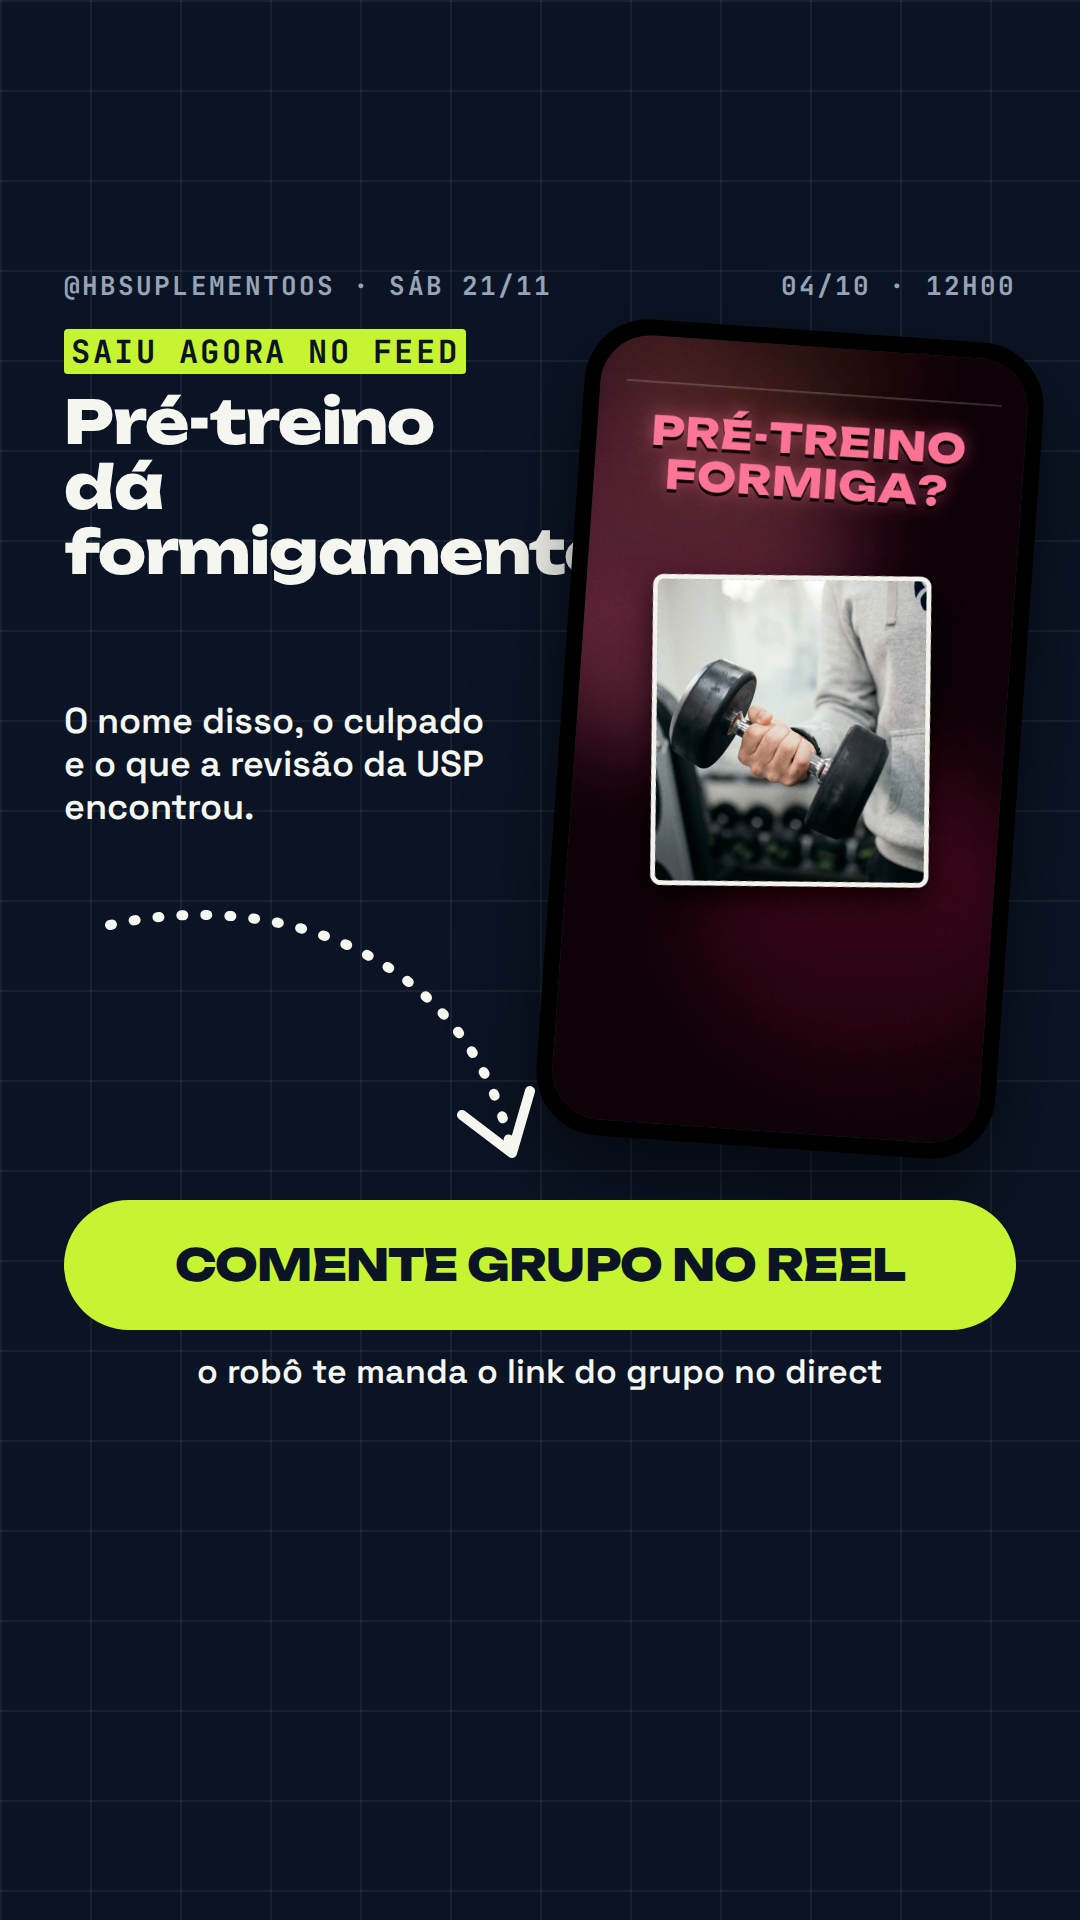 @HBSUPLEMENTOOS · SÁB 21/11
04/10 · 12H00
SAIU AGORA NO FEED
Pré-treino
dá
formigamento
O nome disso, o culpado
e o que a revisão da USP
encontrou.
PRÉ-TREINO
FORMIGA?
COMENTE GRUPO NO REEL
o robô te manda o link do grupo no direct